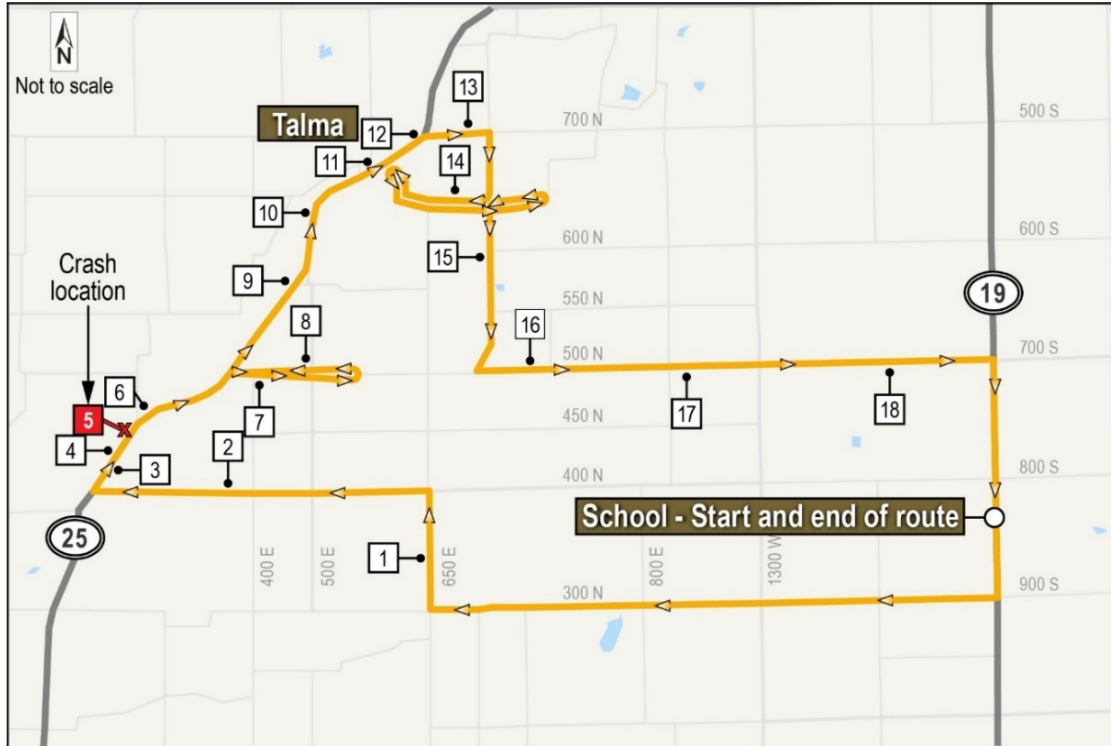 N
Not to scale
13
500 S
Talma
12
700 N
11
14
10
600 S
600 N
15
Crash
location
9
19
550 N
8
16
500 N
700 S
6
5
7
17
18
450 N
4
3
2
400 N
800 S
School - Start and end of route
25
1
400 E
500 E
650 E
800 E
1300 W
300 N
900 S